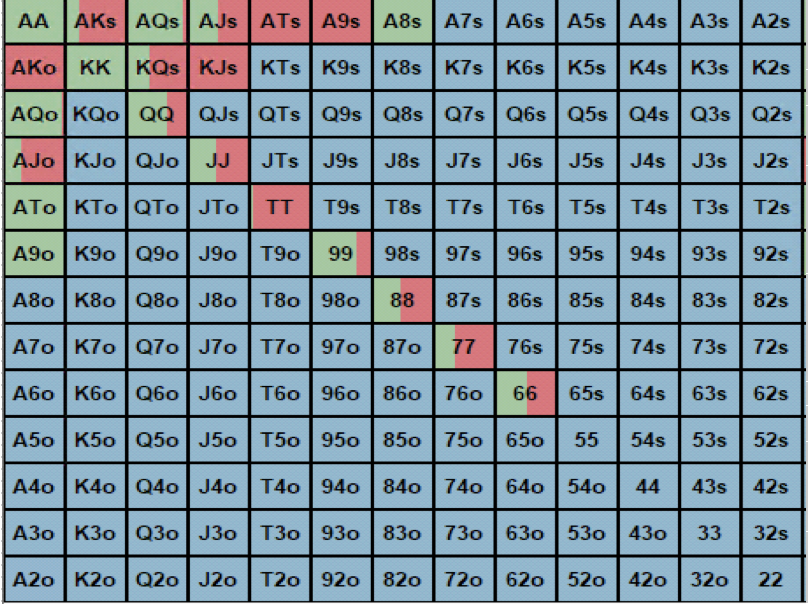 AA AKs AQs AJs ATs A9s A8s A7s A6s A5s A4s A3s A2s
AKo KK KQs KJs KTs K9s K8s K7s K6s K5s K4s K3s K2s
AQo KQo QQ QJs QTs Q9s Q8s Q7s Q6s Q5s Q4s Q3s Q2s
AJo KJo QJo JJ JTs J9s J8s J7s J6s J5s J4s J3s J2s
ATo KTo QTo JTo TT T9s T8s T7s T6s T5s T4s T3s T2s
A9o K9o Q9o J9o T9o 99 98s 97s 96s 95s 94s 93s 92s
A8o K8o Q8o J8o T8o 98o 88 87s 86s 85s 84s 83s 82s
A7o K7o Q7o J7o T7o 97o 87o 77 76s 75s 74s 73s 72s
A6o K6o Q6o J6o T6o 96o 86o 76o 66 65s 64s 63s 62s
A5o K5o Q5o J5o T5o 95o 85o 75o 65o 55 54s 53s 52s
A4o K4o Q4o J4o T4o 94o 84o 74o 64o 54o 44 43s 42s
A3o K3o Q3o J3o T3o 93o 83o 73o 63o 53o 43o 33 32s
A2o K2o Q2o J2o T2o 92o 82o 72o 62o 52o 42o 32o 22